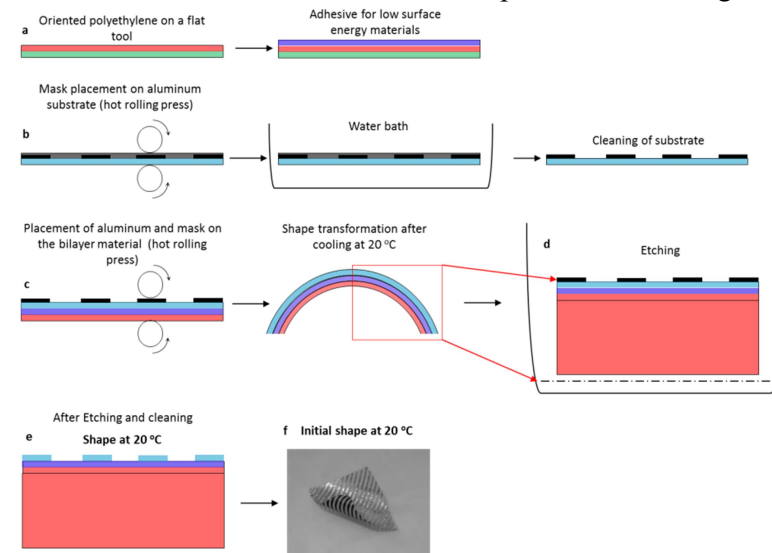 Oriented polyethylene on a flat
tool
Adhesive for low surface
energy materials
a
Mask placement on aluminum
substrate (hot rolling press)
b
Water bath
Cleaning of substrate
Placement of aluminum and mask on
the bilayer material (hot rolling
press)
c
Shape transformation after
cooling at 20 °C
d
Etching
After Etching and cleaning
e
Shape at 20 °C
f
Initial shape at 20 °C